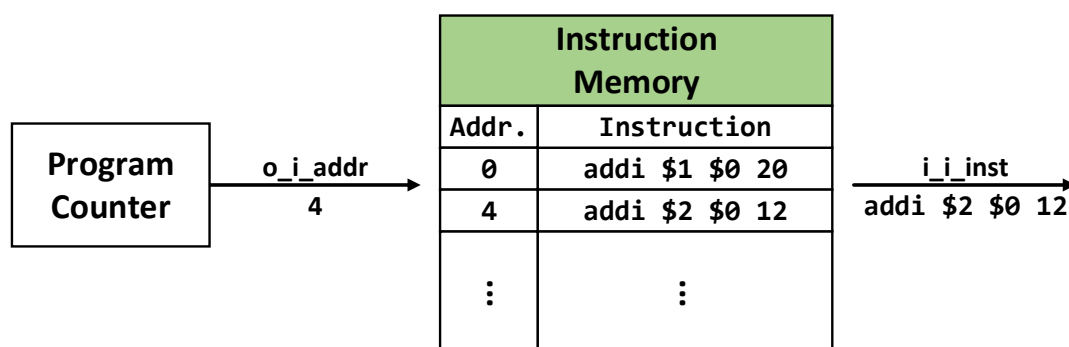 Instruction
Memory
Addr. Instruction
Program
Counter
o_i_addr
4
0 addi $1 $0 20
4 addi $2 $0 12
⋮ ⋮
i_i_inst
addi $2 $0 12